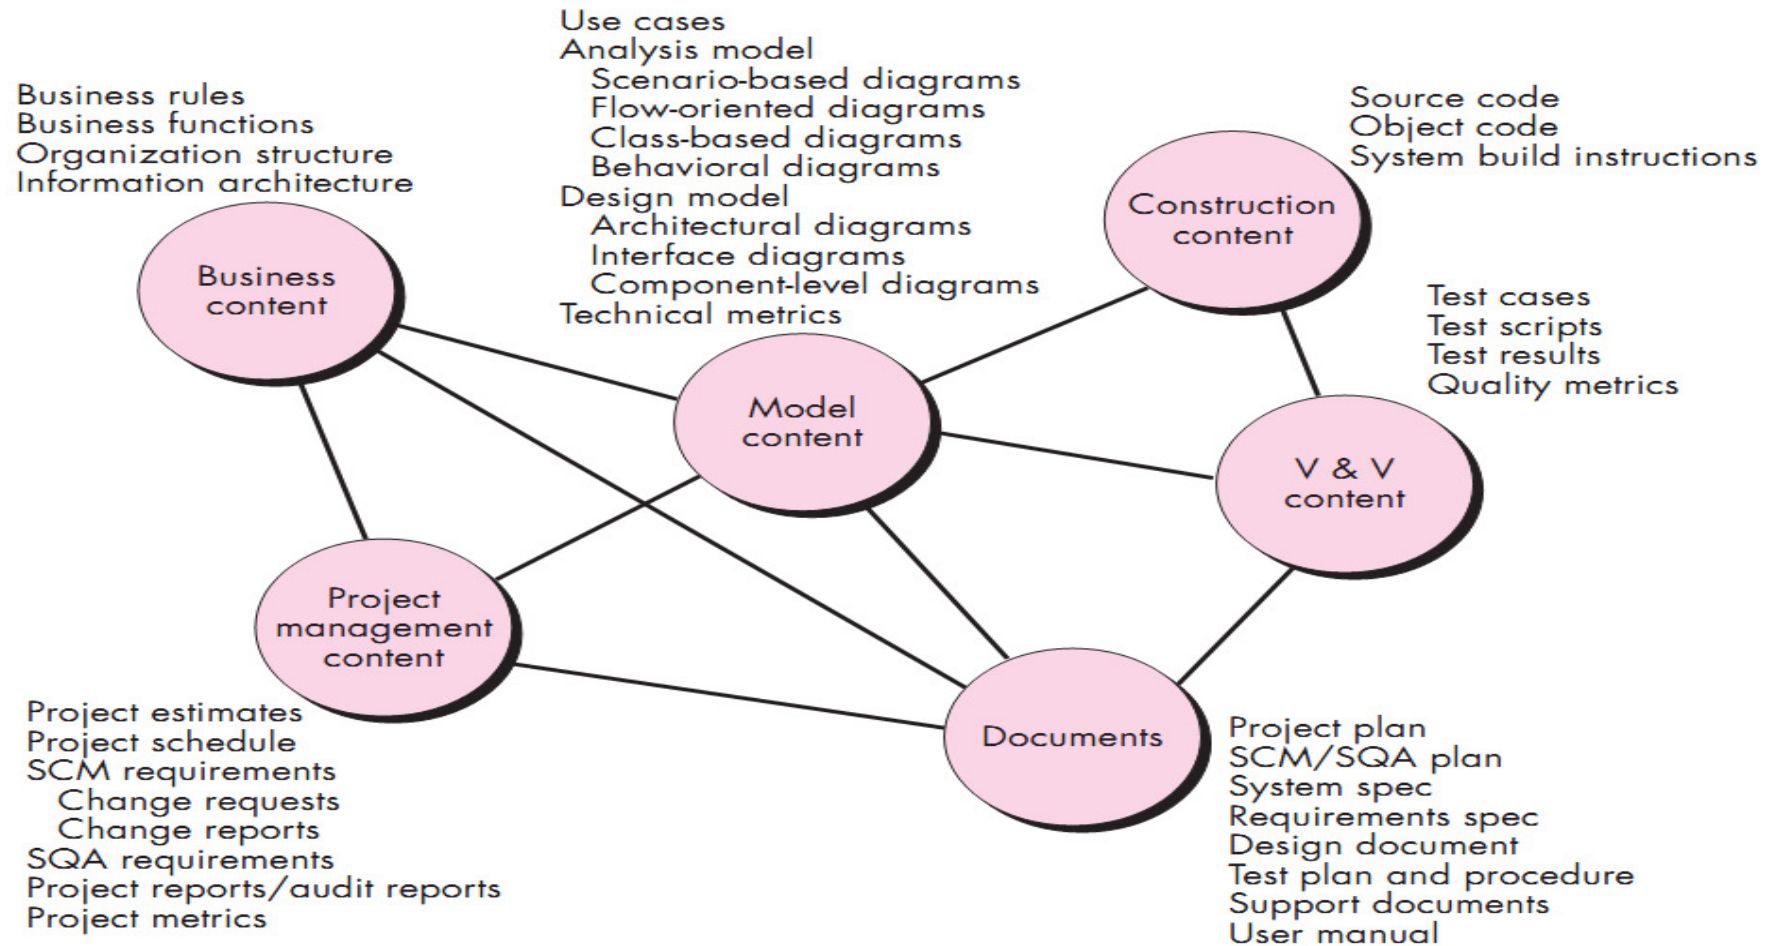 Business rules
Business functions
Organization structure
Information architecture
Business
content
Use cases
Analysis model
Scenario-based diagrams
Flow-oriented diagrams
Class-based diagrams
Behavioral diagrams
Design model
Architectural diagrams
Interface diagrams
Component-level diagrams
Technical metrics
Model
content
Source code
Object code
System build instructions
Construction
content
Test cases
Test scripts
Test results
Quality metrics
V & V
content
Project
management
content
Project estimates
Project schedule
SCM requirements
Change requests
Change reports
SQA requirements
Project reports/audit reports
Project metrics
Documents
Project plan
SCM/SQA plan
System spec
Requirements spec
Design document
Test plan and procedure
Support documents
User manual